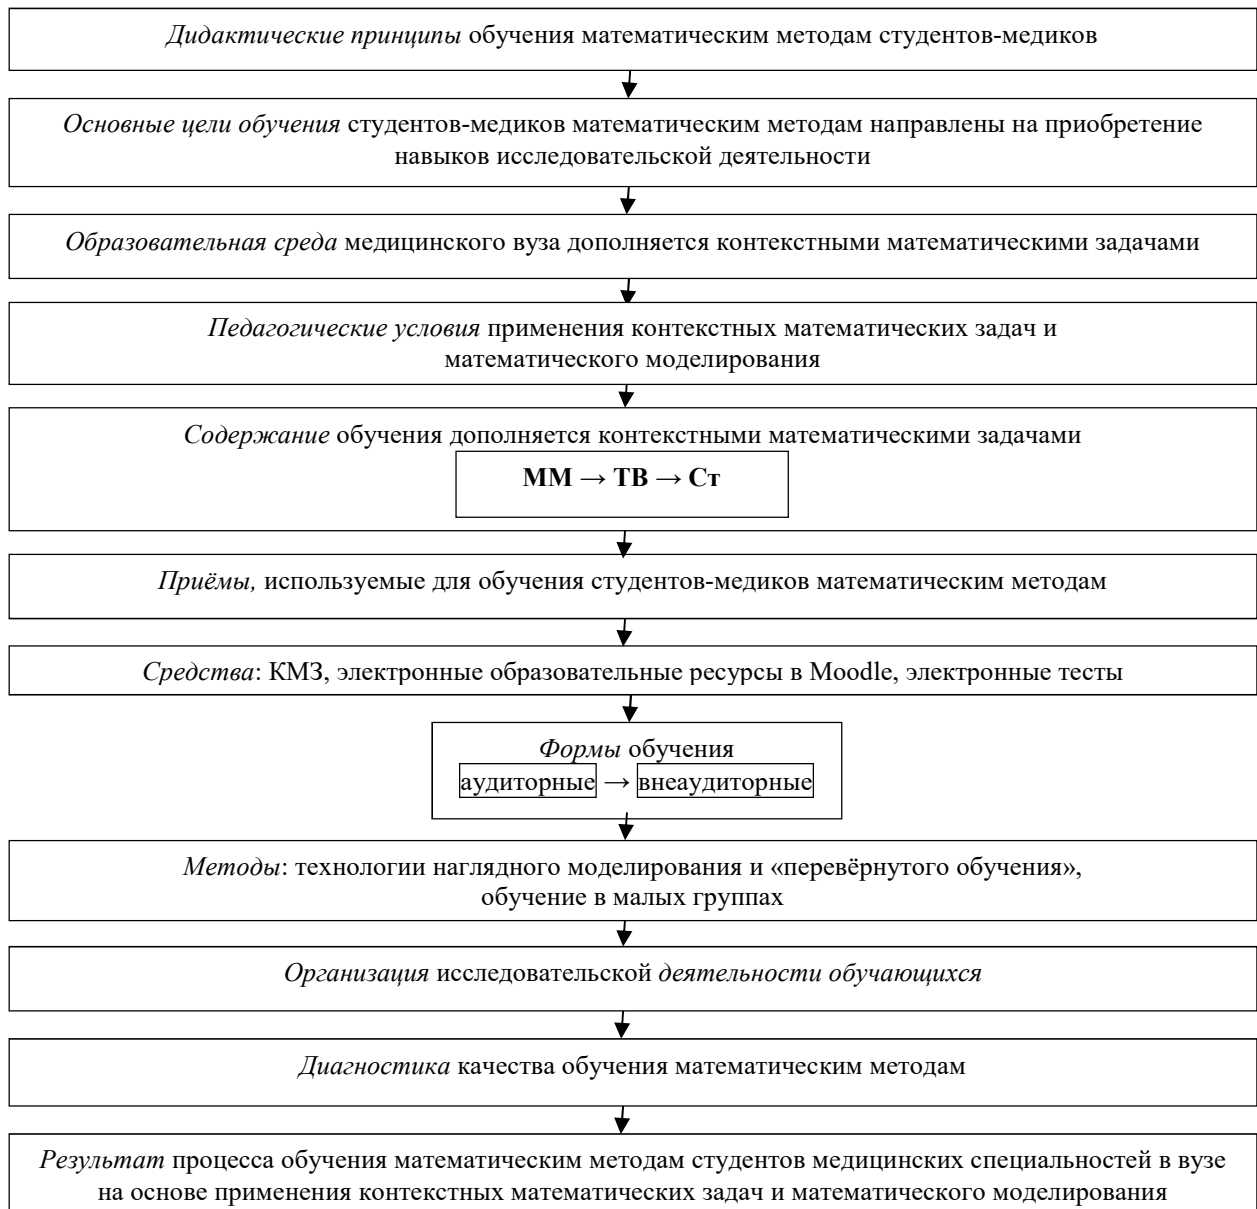 Дидактические принципы обучения математическим методам студентов-медиков
Основные цели обучения студентов-медиков математическим методам направлены на приобретение
навыков исследовательской деятельности
Образовательная среда медицинского вуза дополняется контекстными математическими задачами
Педагогические условия применения контекстных математических задач и
математического моделирования
Содержание обучения дополняется контекстными математическими задачами
ММ → ТВ → Ст
Приёмы, используемые для обучения студентов-медиков математическим методам
Средства: КМЗ, электронные образовательные ресурсы в Moodle, электронные тесты
Формы обучения
аудиторные → внеаудиторные
Методы: технологии наглядного моделирования и «перевёрнутого обучения»,
обучение в малых группах
Организация исследовательской деятельности обучающихся
Диагностика качества обучения математическим методам
Результат процесса обучения математическим методам студентов медицинских специальностей в вузе
на основе применения контекстных математических задач и математического моделирования